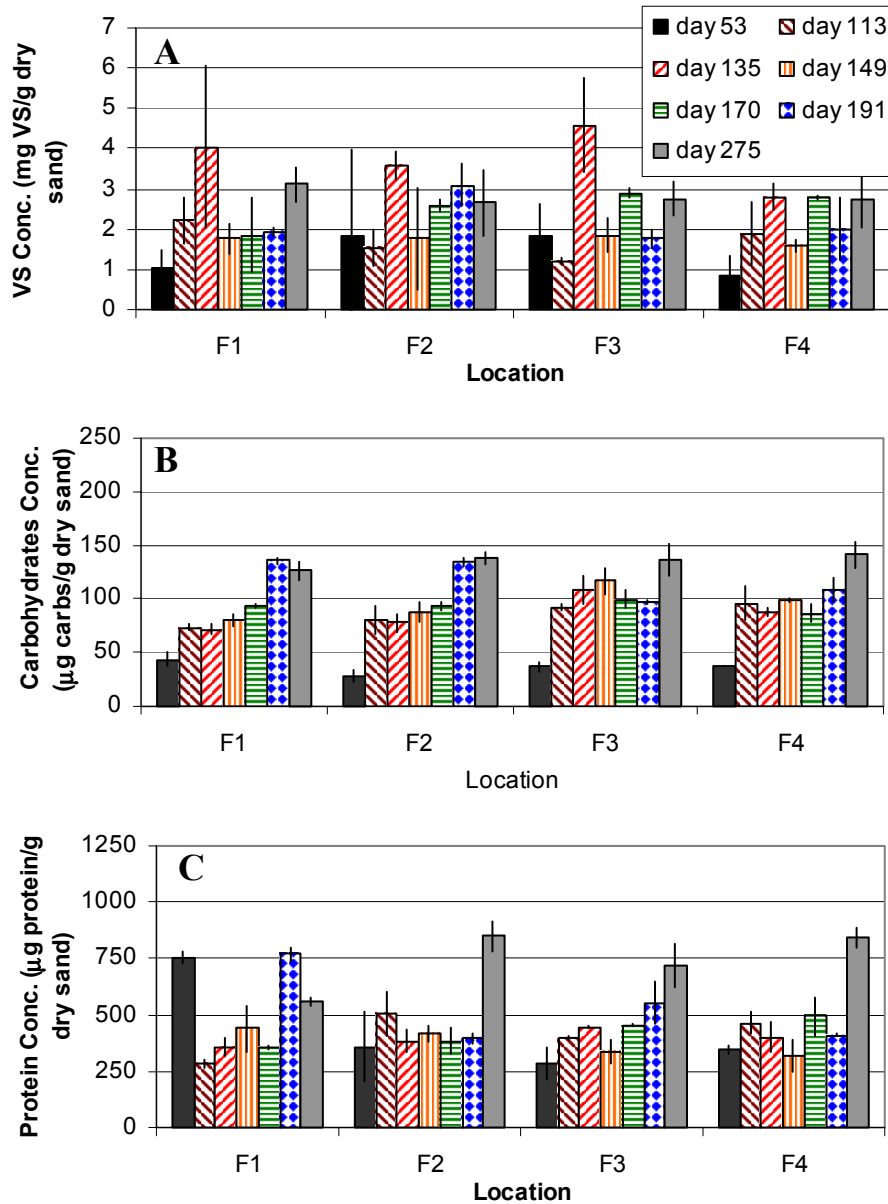 A
7
6
5
4
3
2
1
0
VS Conc. (mg VS/g dry
sand)
day 53 day 113
day 135 day 149
day 170 day 191
day 275
F1 F2 F3 F4
Location
B
250
200
150
100
50
0
Carbohydrates Conc.
(µg carbs/g dry sand)
F1 F2 F3 F4
Location
C
1250
1000
750
500
250
0
Protein Conc. (µg protein/g
dry sand)
F1 F2 F3 F4
Location